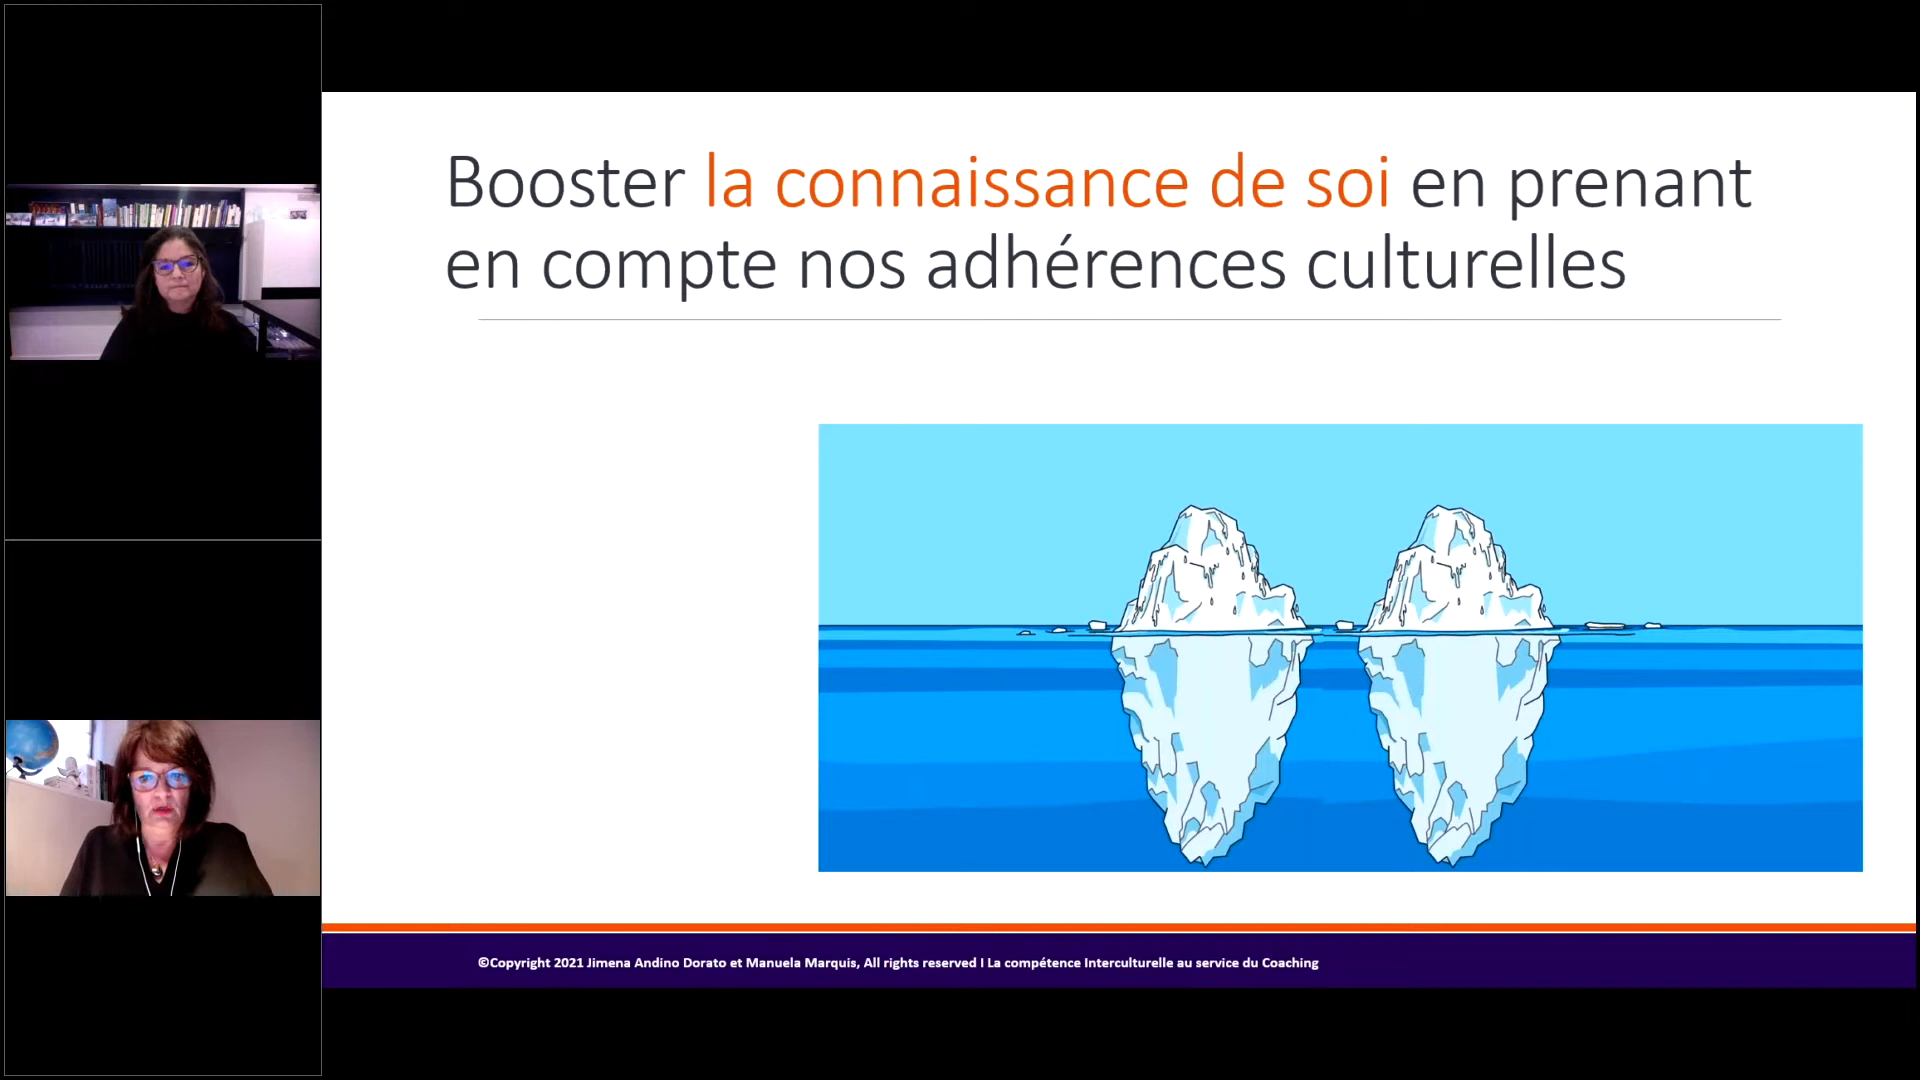 Booster la connaissance de soi en prenant
en compte nos adhérences culturelles
©Copyright 2021 Jimena Andino Dorato et Manuela Marquis, All rights reserved I La compétence Interculturelle au service du Coaching